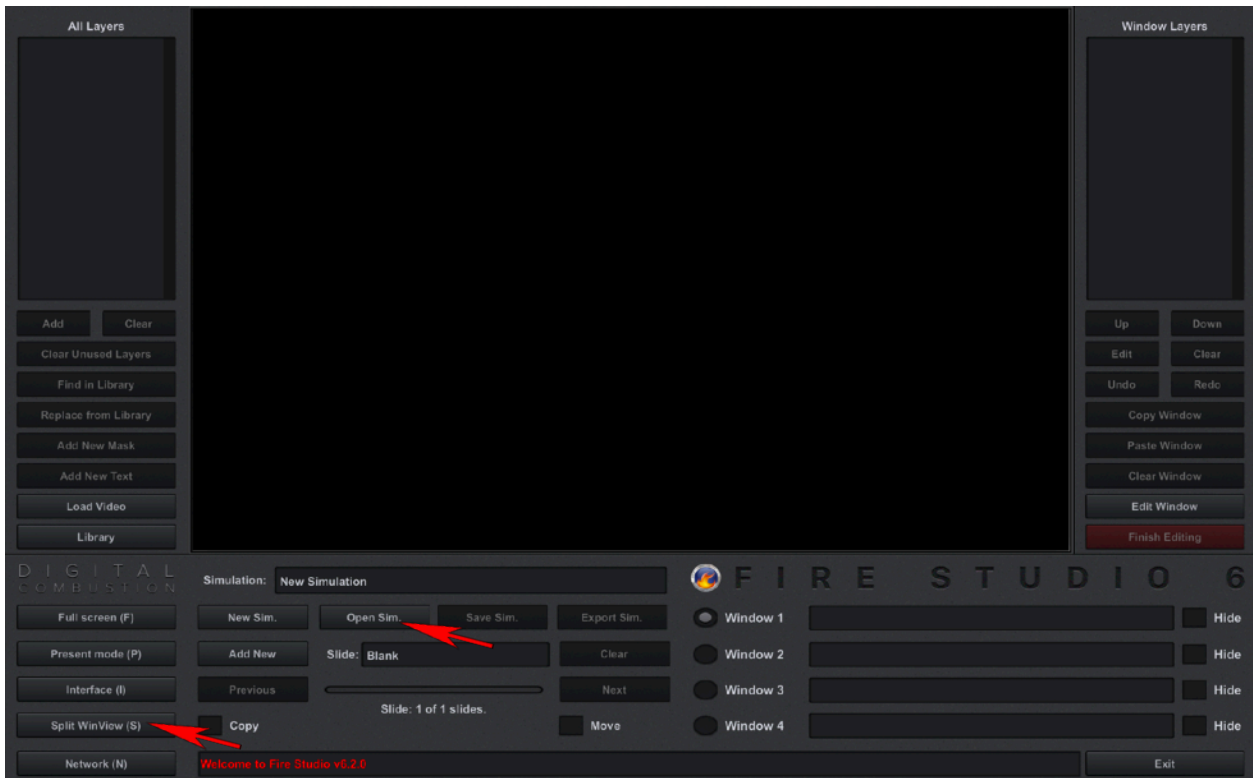 All Layers
Window Layers
Add
Clear
Clear Unused Layers
Find in Library
Replace from Library
Add New Mask
Add New Text
Load Video
Library
Up
Down
Edit
Clear
Undo
Redo
Copy Window
Paste Window
Clear Window
Edit Window
Finish Editing
DIGITAL
COMBUSTION
Simulation: New Simulation
FIRE STUDIO 6
Full screen (F)
New Sim.
Open Sim.
Save Sim.
Export Sim.
Window 1
Hide
Present mode (P)
Add New
Slide: Blank
Clear
Window 2
Hide
Interface (I)
Previous
Slide: 1 of 1 slides.
Next
Window 3
Hide
Split WinView (S)
Copy
Move
Window 4
Hide
Network (N)
Welcome to Fire Studio v6.2.0
Exit